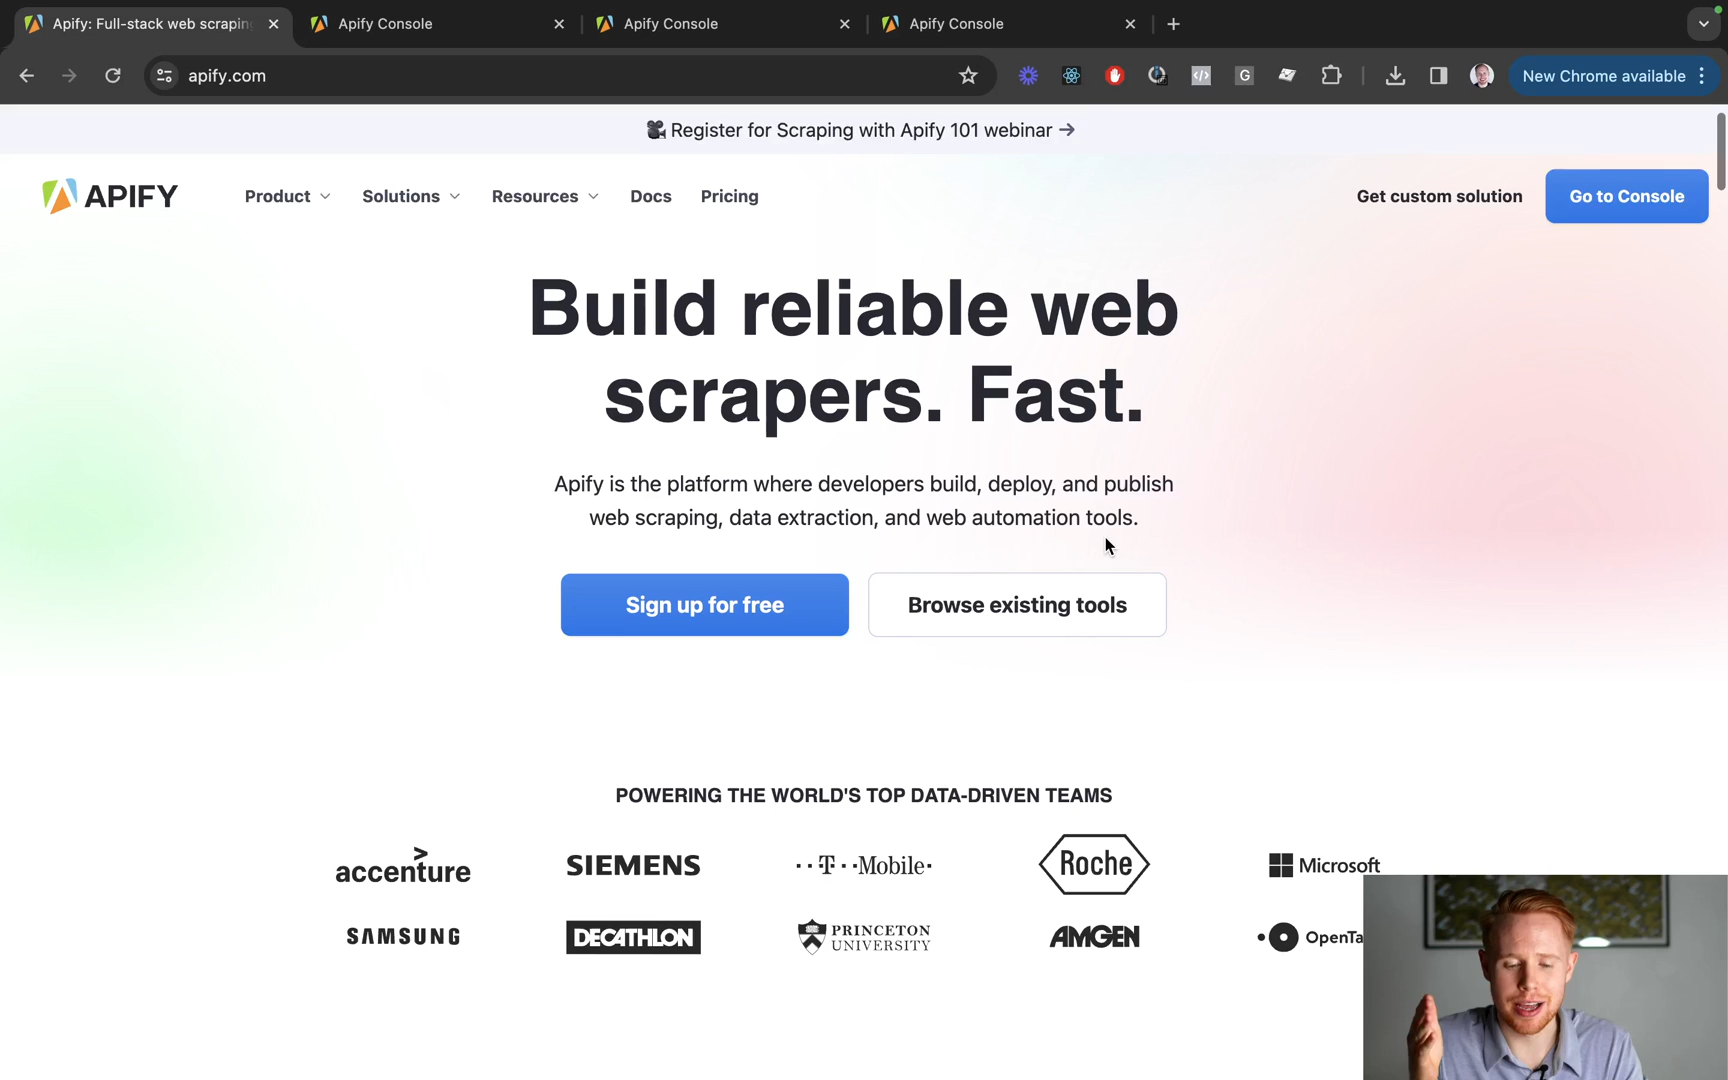 Apify: Full-stack web scrapin
Apify Console
Apify Console
Apify Console
apify.com
G
New Chrome available
Register for Scraping with Apify 101 webinar →
APIFY
Product
Solutions
Resources
Docs
Pricing
Get custom solution
Go to Console
Build reliable web
scrapers. Fast.
Apify is the platform where developers build, deploy, and publish
web scraping, data extraction, and web automation tools.
Sign up for free
Browse existing tools
POWERING THE WORLD'S TOP DATA-DRIVEN TEAMS
accenture
SIEMENS
T Mobile
Roche
Microsoft
SAMSUNG
DECATHLON
PRINCETON
UNIVERSITY
AMGEN
OpenTa